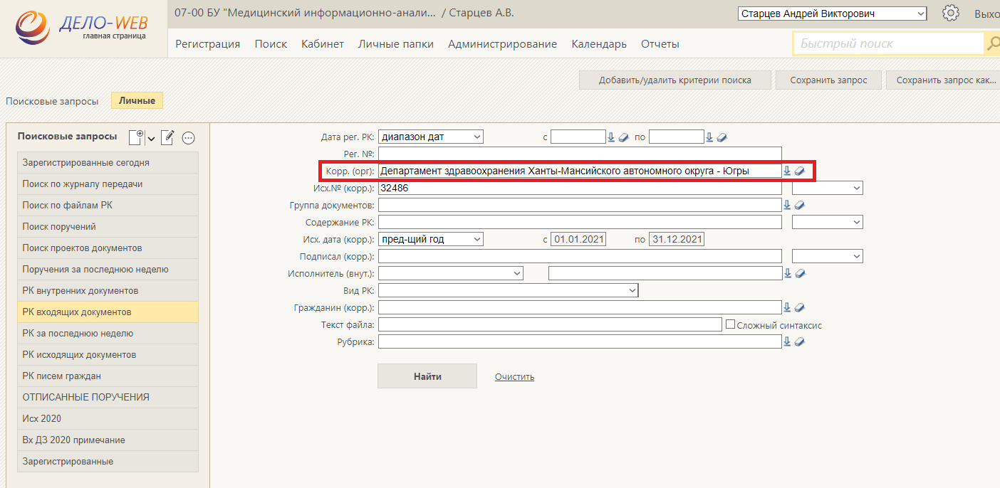 ДЕЛО-WEB
главная страница
07-00 БУ "Медицинский информационно-анали... / Старцев А.В.
Старцев Андрей Викторович
Выхо
Регистрация Поиск Кабинет Личные папки Администрирование Календарь Отчеты
Быстрый поиск
Добавить/удалить критерии поиска Сохранить запрос Сохранить запрос как...
Поисковые запросы Личные
Поисковые запросы
Зарегистрированные сегодня
Поиск по журналу передачи
Поиск по файлам РК
Поиск поручений
Поиск проектов документов
Поручения за последнюю неделю
РК внутренних документов
РК входящих документов
РК за последнюю неделю
РК исходящих документов
РК писем граждан
ОТПИСАННЫЕ ПОРУЧЕНИЯ
Исх 2020
Вх ДЗ 2020 примечание
Зарегистрированные
Дата рег. РК: диапазон дат с по
Рег. №:
Корр. (орг): Департамент здравоохранения Ханты-Мансийского автономного округа - Югры
Исх.№ (корр.): 32486
Группа документов:
Содержание РК:
Исх. дата (корр.): пред-щий год с 01.01.2021 по 31.12.2021
Подписал (корр.):
Исполнитель (внут.):
Вид РК:
Гражданин (корр.):
Текст файла: Сложный синтаксис
Рубрика:
Найти Очистить